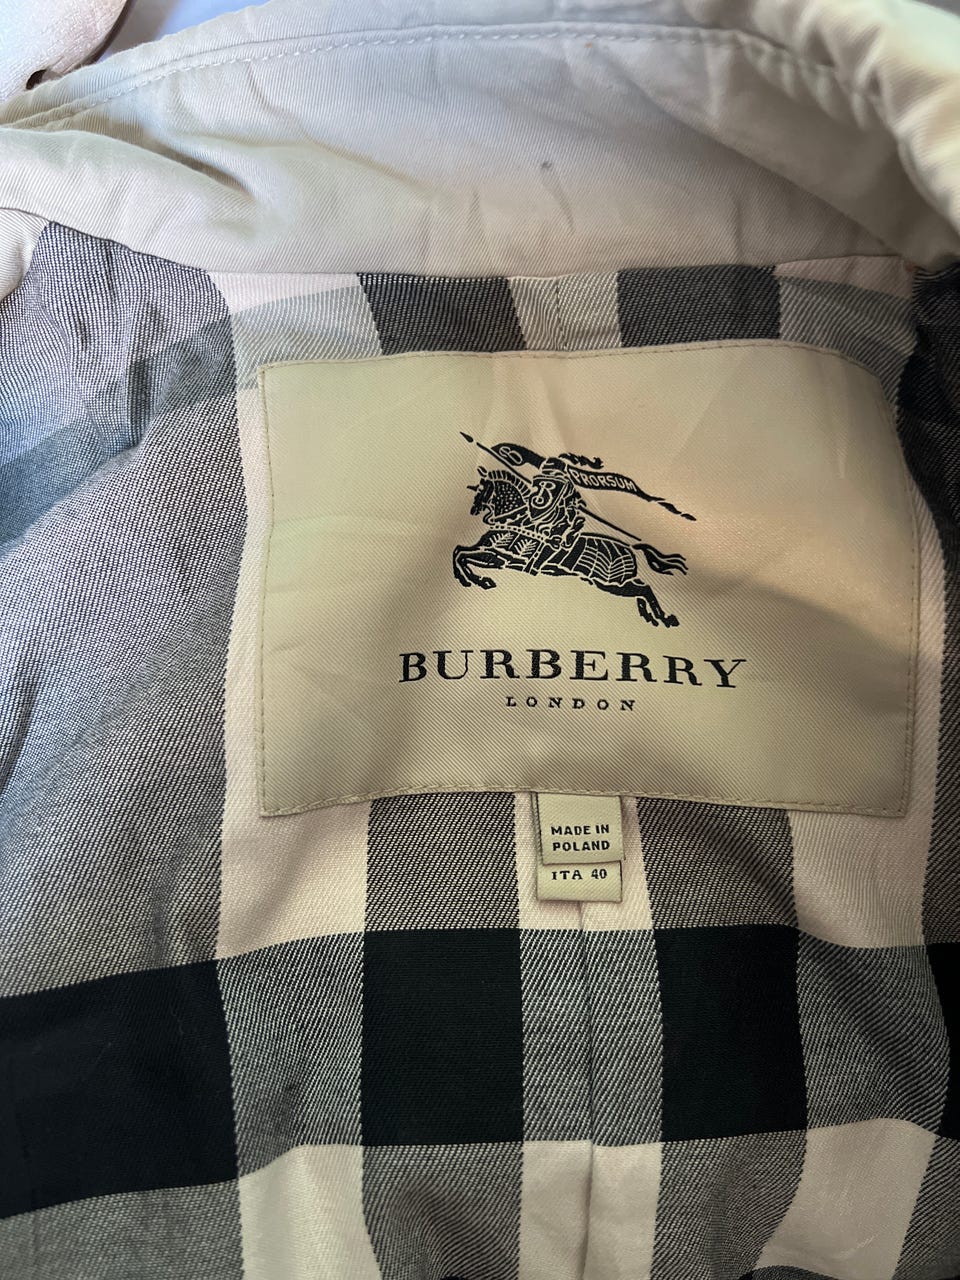 PRORSUM
B
BURBERRY
LONDON
MADE IN
POLAND
ITA 40